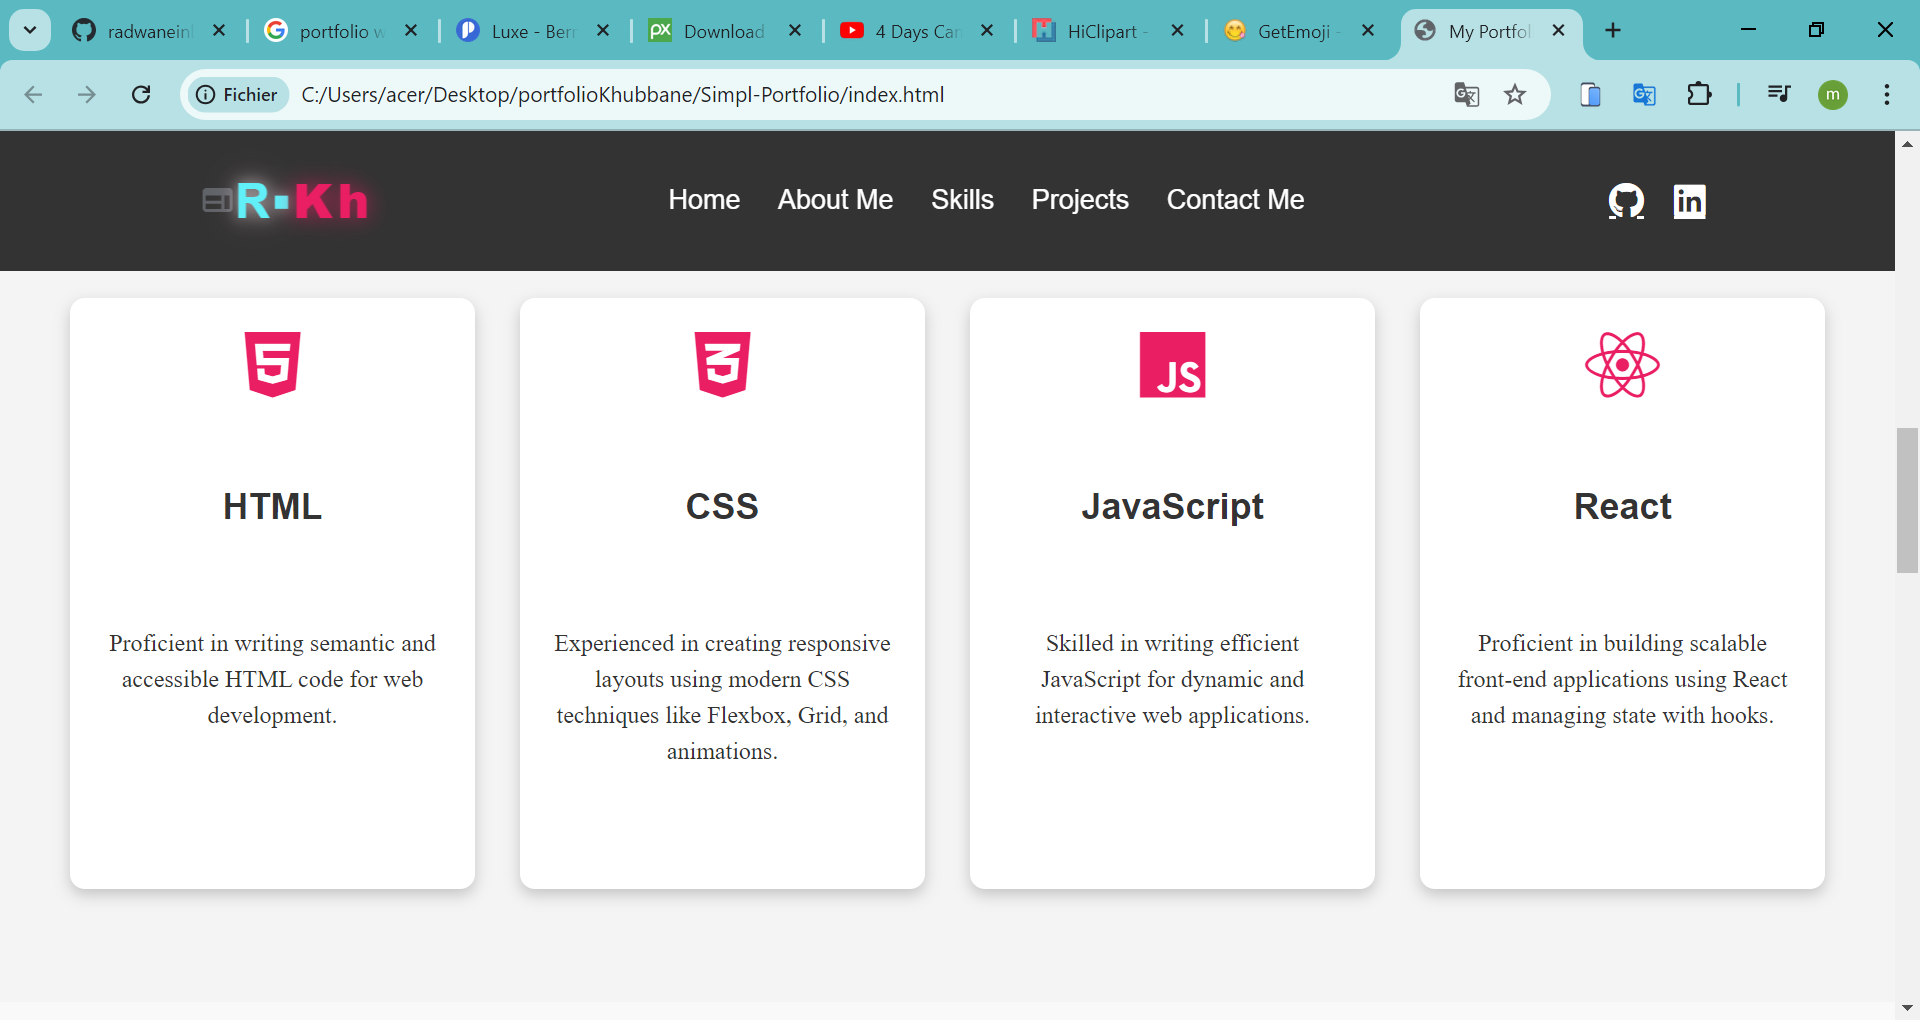 radwanein
portfolio w
Luxe - Ber
Download
4 Days Car
HiClipart -
GetEmoji -
My Portfol
Fichier
C:/Users/acer/Desktop/portfolioKhubbane/Simpl-Portfolio/index.html
m
R▪Kh
Home
About Me
Skills
Projects
Contact Me
in
5
3
JS
HTML
CSS
JavaScript
React
Proficient in writing semantic and
accessible HTML code for web
development.
Experienced in creating responsive
layouts using modern CSS
techniques like Flexbox, Grid, and
animations.
Skilled in writing efficient
JavaScript for dynamic and
interactive web applications.
Proficient in building scalable
front-end applications using React
and managing state with hooks.